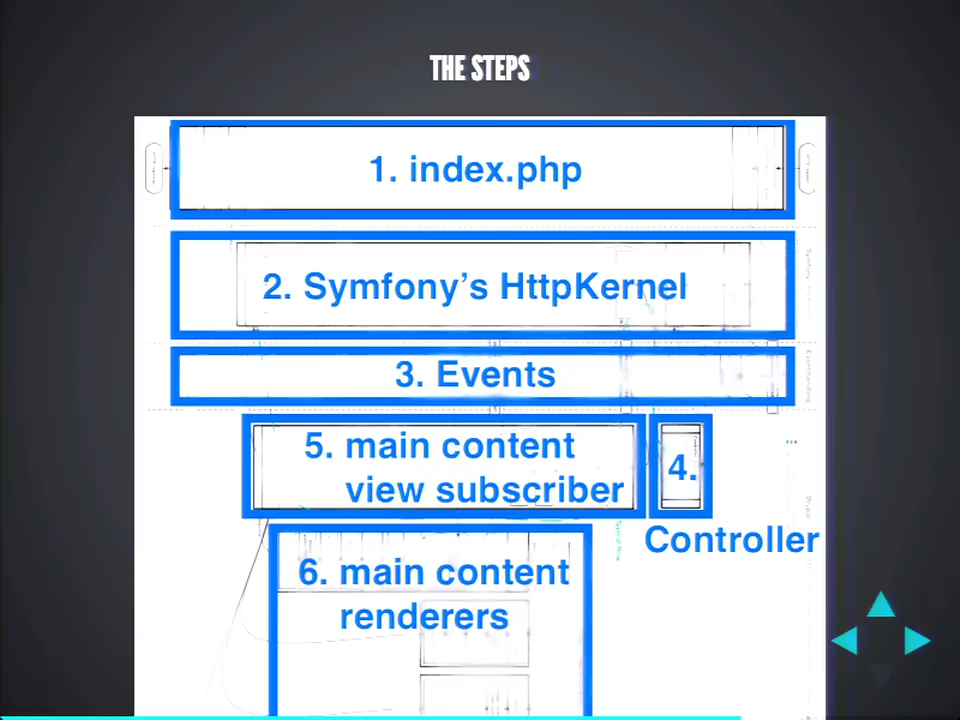 THE STEPS
1. index.php
2. Symfony’s HttpKernel
3. Events
5. main content
view subscriber
4.
Controller
6. main content
renderers